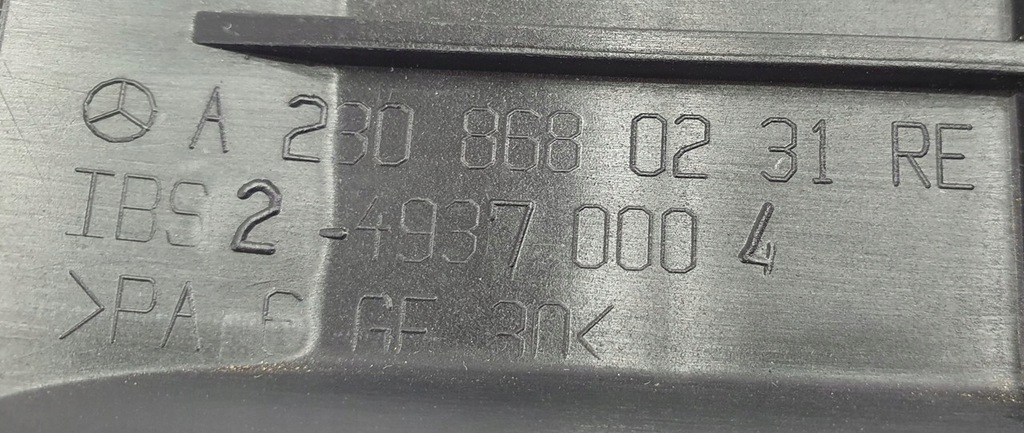 A 230 868 02 31 RE
IBS 2 - 4937 000 4
>PA 6 GF 30<